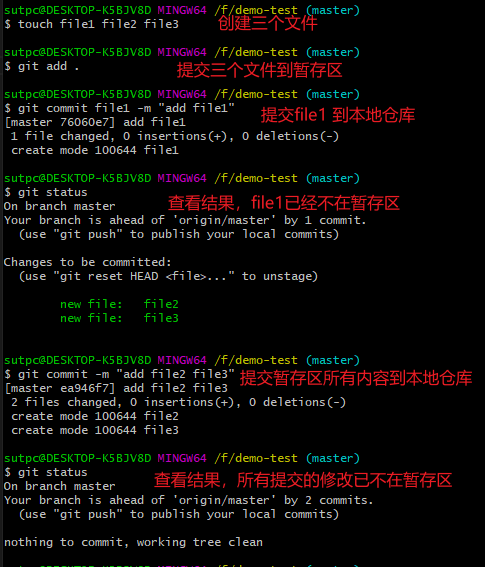 sutpc@DESKTOP-K5BJV8D MINGW64 /f/demo-test (master)
$ touch file1 file2 file3 创建三个文件
sutpc@DESKTOP-K5BJV8D MINGW64 /f/demo-test (master)
$ git add . 提交三个文件到暂存区
sutpc@DESKTOP-K5BJV8D MINGW64 /f/demo-test (master)
$ git commit file1 -m "add file1" 提交file1 到本地仓库
[master 76060e7] add file1
1 file changed, 0 insertions(+), 0 deletions(-)
create mode 100644 file1
sutpc@DESKTOP-K5BJV8D MINGW64 /f/demo-test (master)
$ git status
On branch master 查看结果，file1已经不在暂存区
Your branch is ahead of 'origin/master' by 1 commit.
(use "git push" to publish your local commits)
Changes to be committed:
(use "git reset HEAD <file>..." to unstage)
new file: file2
new file: file3
sutpc@DESKTOP-K5BJV8D MINGW64 /f/demo-test (master)
$ git commit -m "add file2 file3" 提交暂存区所有内容到本地仓库
[master ea946f7] add file2 file3
2 files changed, 0 insertions(+), 0 deletions(-)
create mode 100644 file2
create mode 100644 file3
sutpc@DESKTOP-K5BJV8D MINGW64 /f/demo-test (master)
$ git status
On branch master 查看结果，所有提交的修改已不在暂存区
Your branch is ahead of 'origin/master' by 2 commits.
(use "git push" to publish your local commits)
nothing to commit, working tree clean